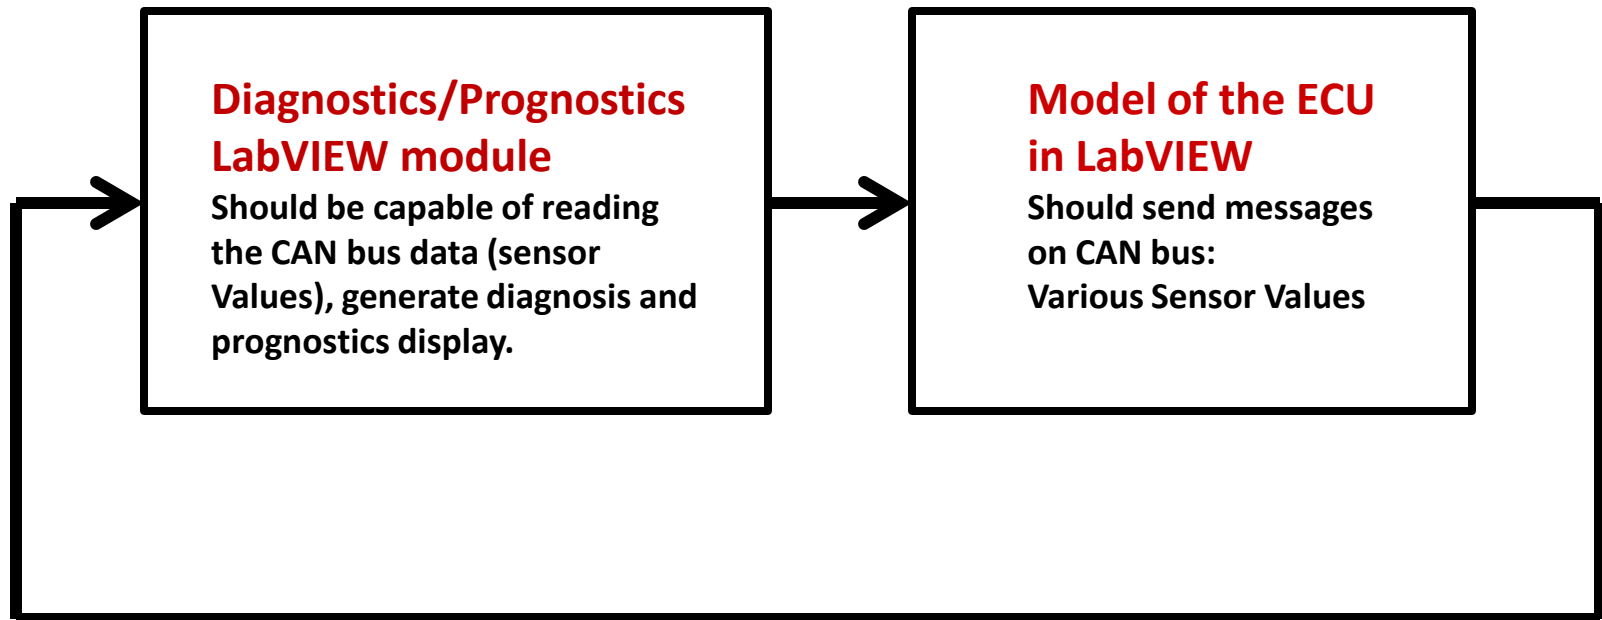 Diagnostics/Prognostics
LabVIEW module
Should be capable of reading
the CAN bus data (sensor
Values), generate diagnosis and
prognostics display.
Model of the ECU
in LabVIEW
Should send messages
on CAN bus:
Various Sensor Values